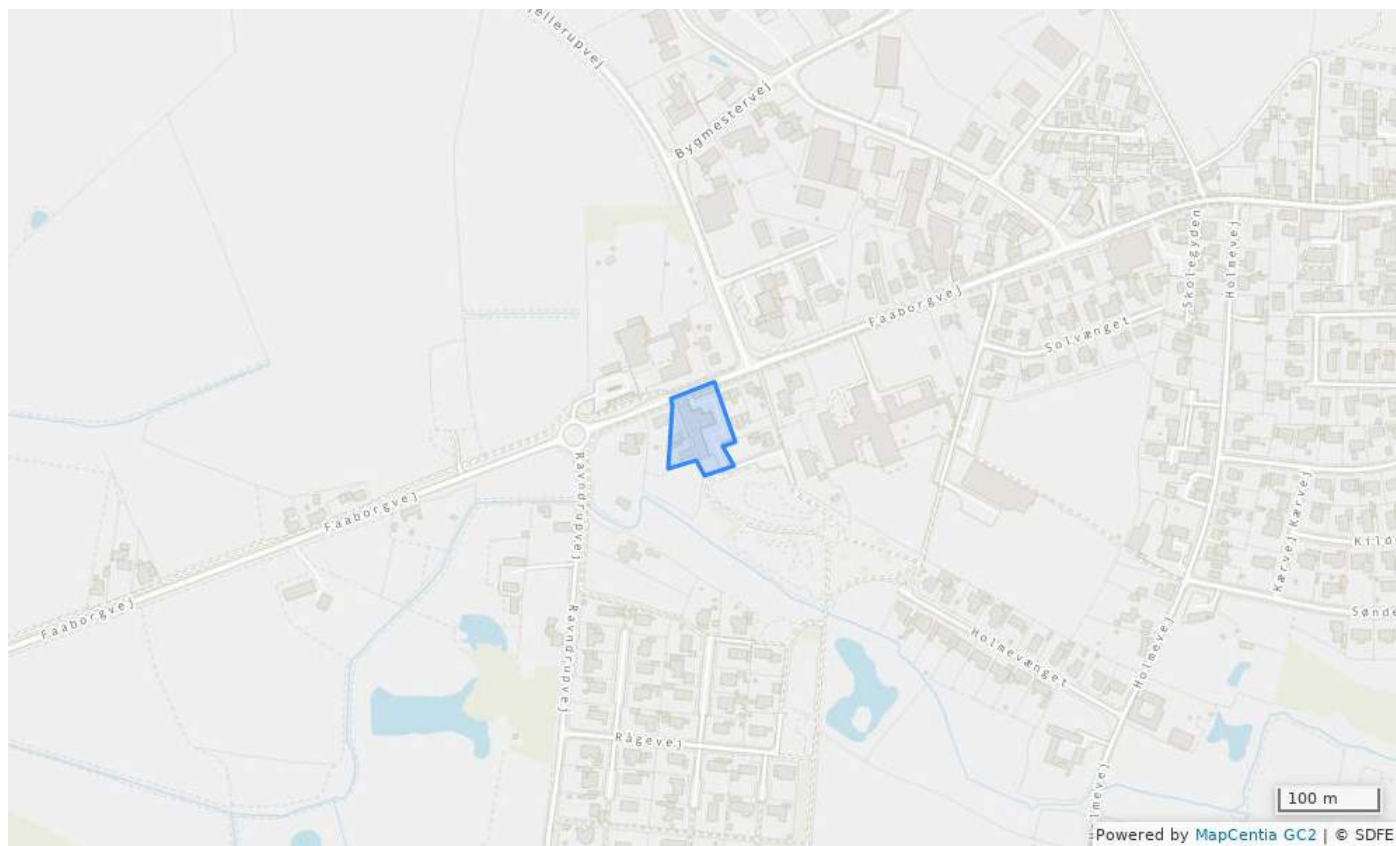 ellerupvej
Bygmestervej
Faaborgvej
Skolegyden
Holmevej
Solvænget
Ravndrupvej
Faaborgvej
Kærvej
Kærvej
Faaborgvej
Ravndrupvej
Holmevænget
Holmevej
Rågevej
100 m
Powered by MapCentia GC2 | © SDFE